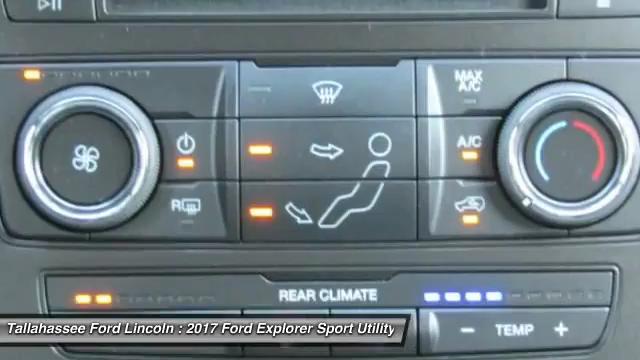 MAX
A/C
A/C
R
REAR CLIMATE
Tallahassee Ford Lincoln : 2017 Ford Explorer Sport Utility
− TEMP +